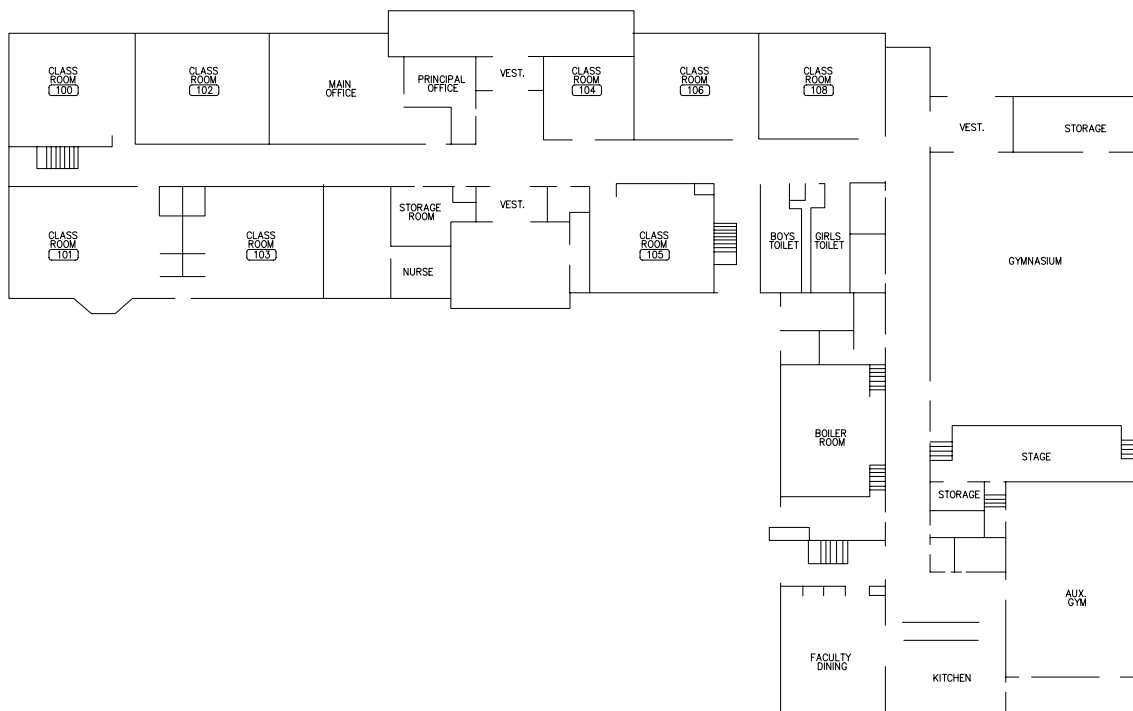 CLASS
ROOM
100
CLASS
ROOM
102
MAIN
OFFICE
PRINCIPAL
OFFICE
VEST.
CLASS
ROOM
104
CLASS
ROOM
106
CLASS
ROOM
108
VEST.
STORAGE
CLASS
ROOM
101
CLASS
ROOM
103
STORAGE
ROOM
VEST.
NURSE
CLASS
ROOM
105
BOYS
TOILET
GIRLS
TOILET
GYMNASIUM
BOILER
ROOM
STAGE
STORAGE
AUX.
GYM
FACULTY
DINING
KITCHEN